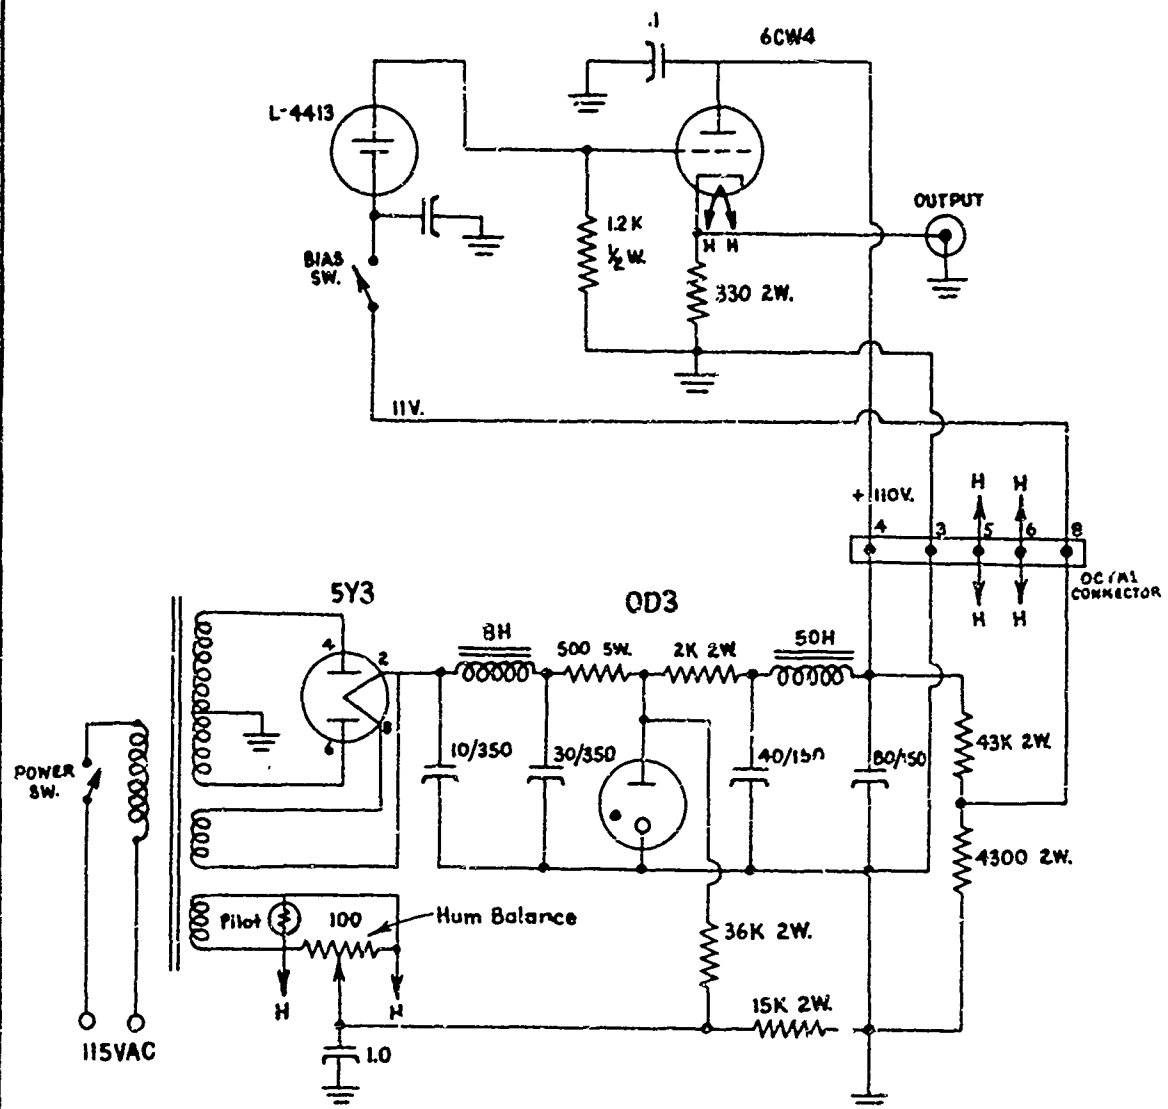 .1
6CW4
L-4413
OUTPUT
1.2K
½W.
H H
BIAS
SW.
330 2W.
11V.
H H
+ 110V.
4 3 5 6 8
CONNECTOR
H H
5Y3
OD3
4
2
8H
500 5W.
2K 2W.
50H
8
6
10/350
30/350
40/150
80/150
43K 2W.
POWER
SW.
4300 2W.
Pilot
100
Hum Balance
36K 2W.
H H
15K 2W.
115VAC
1.0